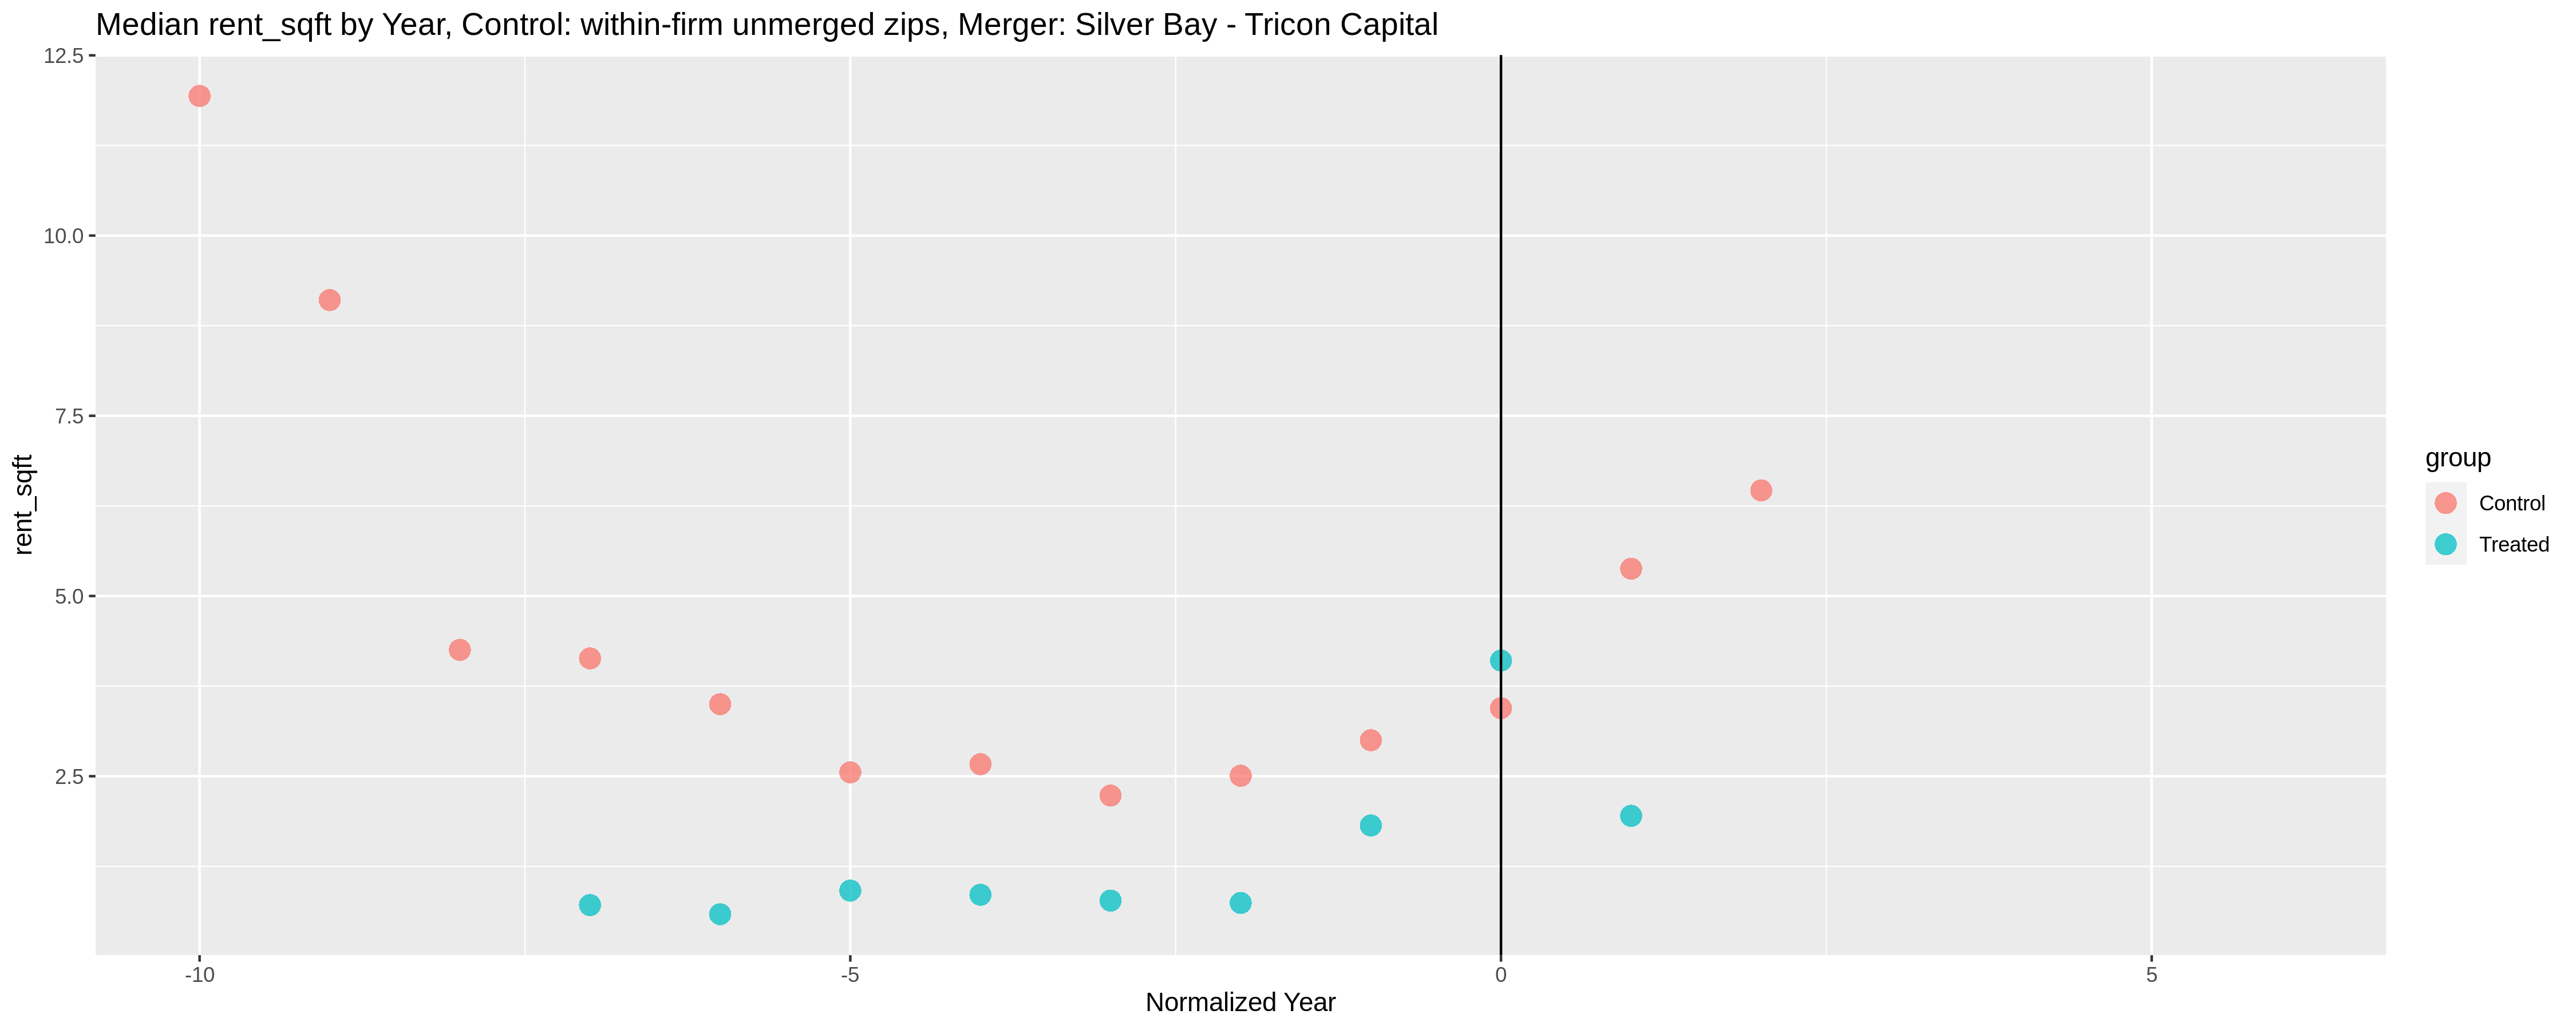 Median rent_sqft by Year, Control: within-firm unmerged zips, Merger: Silver Bay - Tricon Capital
12.5
10.0
7.5
5.0
2.5
rent_sqft
-10
-5
0
5
Normalized Year
group
Control
Treated